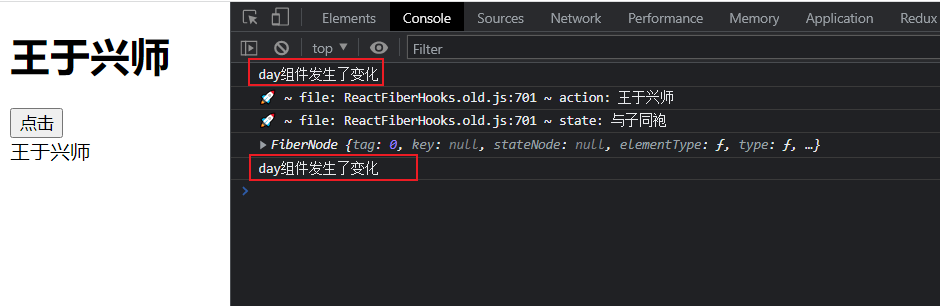 王于兴师
点击
王于兴师
Elements Console Sources Network Performance Memory Application Redux
top Filter
day组件发生了变化
🚀 ~ file: ReactFiberHooks.old.js:701 ~ action: 王于兴师
🚀 ~ file: ReactFiberHooks.old.js:701 ~ state: 与子同袍
FiberNode {tag: 0, key: null, stateNode: null, elementType: ƒ, type: ƒ, …}
day组件发生了变化